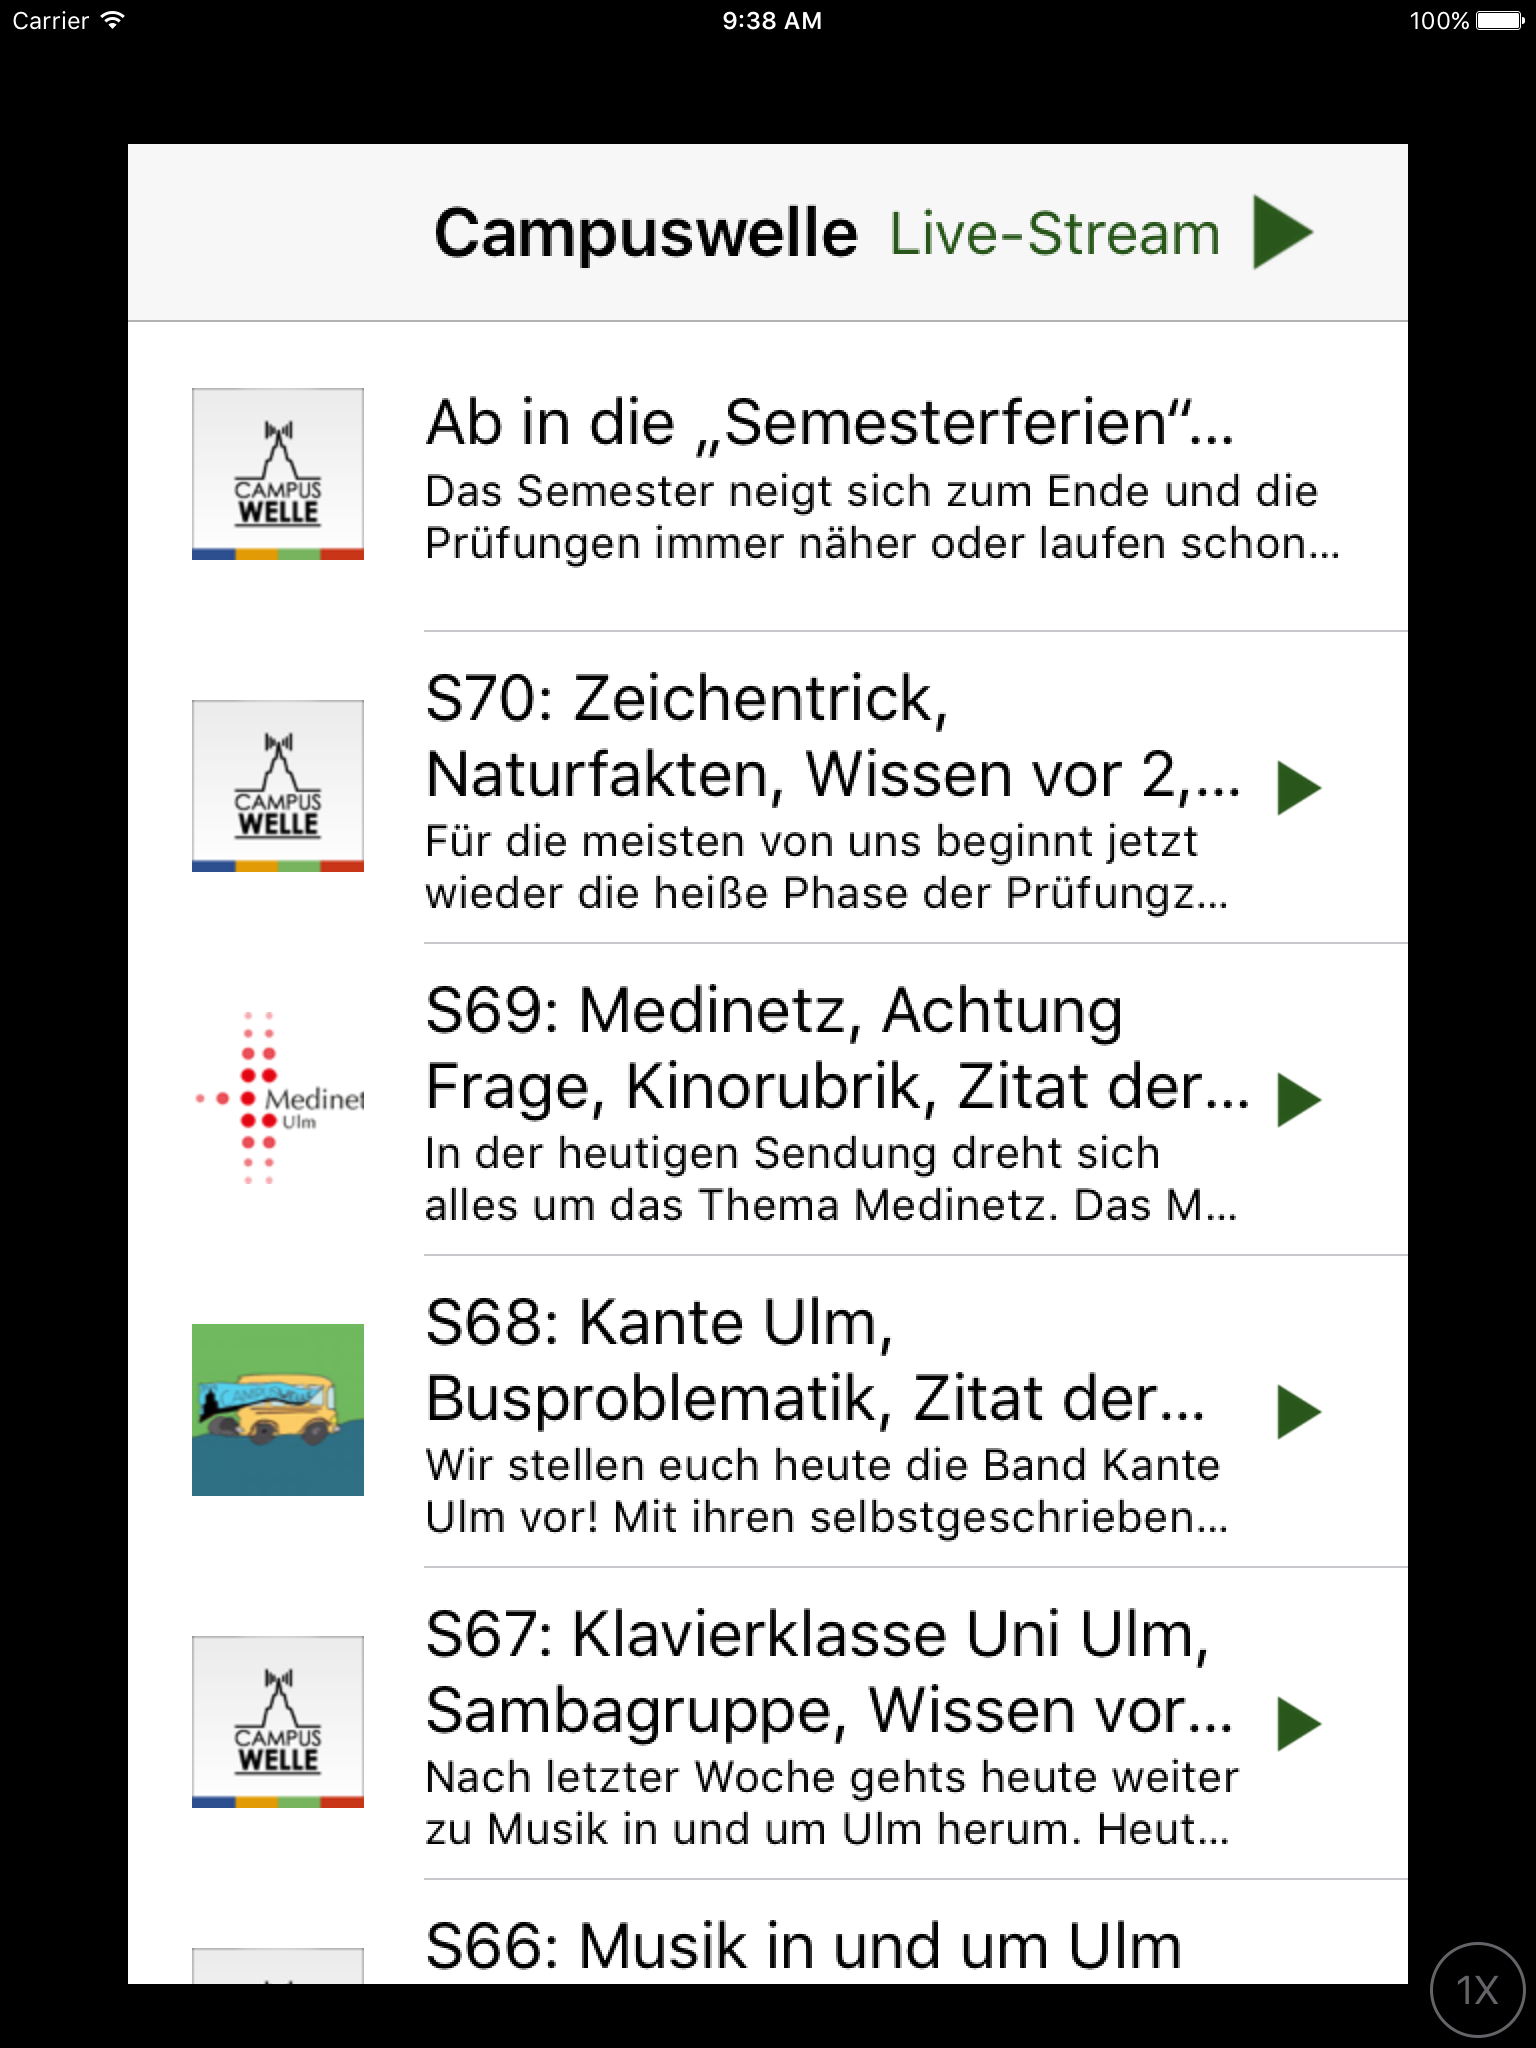 Carrier 9:38 AM 100%
Campuswelle Live-Stream
CAMPUS
WELLE
Ab in die „Semesterferien“...
Das Semester neigt sich zum Ende und die
Prüfungen immer näher oder laufen schon...
CAMPUS
WELLE
S70: Zeichentrick,
Naturfakten, Wissen vor 2,...
Für die meisten von uns beginnt jetzt
wieder die heiße Phase der Prüfungz...
Medinet
Ulm
S69: Medinetz, Achtung
Frage, Kinorubrik, Zitat der...
In der heutigen Sendung dreht sich
alles um das Thema Medinetz. Das M...
CAMPUSWELLE
S68: Kante Ulm,
Busproblematik, Zitat der...
Wir stellen euch heute die Band Kante
Ulm vor! Mit ihren selbstgeschrieben...
CAMPUS
WELLE
S67: Klavierklasse Uni Ulm,
Sambagruppe, Wissen vor...
Nach letzter Woche gehts heute weiter
zu Musik in und um Ulm herum. Heut...
S66: Musik in und um Ulm
1X